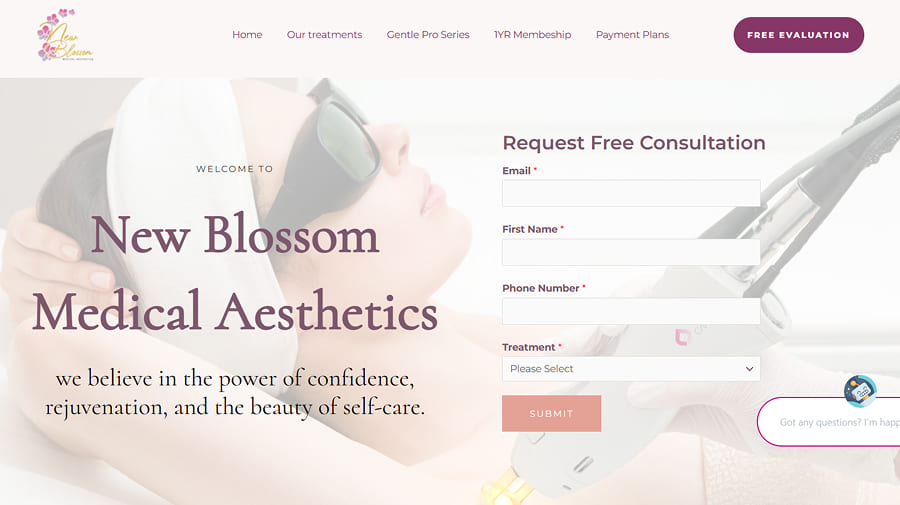 New
Blossom
MEDICAL AESTHETICS
Home
Our treatments
Gentle Pro Series
1YR Membeship
Payment Plans
FREE EVALUATION
WELCOME TO
New Blossom
Medical Aesthetics
we believe in the power of confidence,
rejuvenation, and the beauty of self-care.
Request Free Consultation
Email *
First Name *
Phone Number *
Treatment *
Please Select
SUBMIT
Got any questions? I'm happ